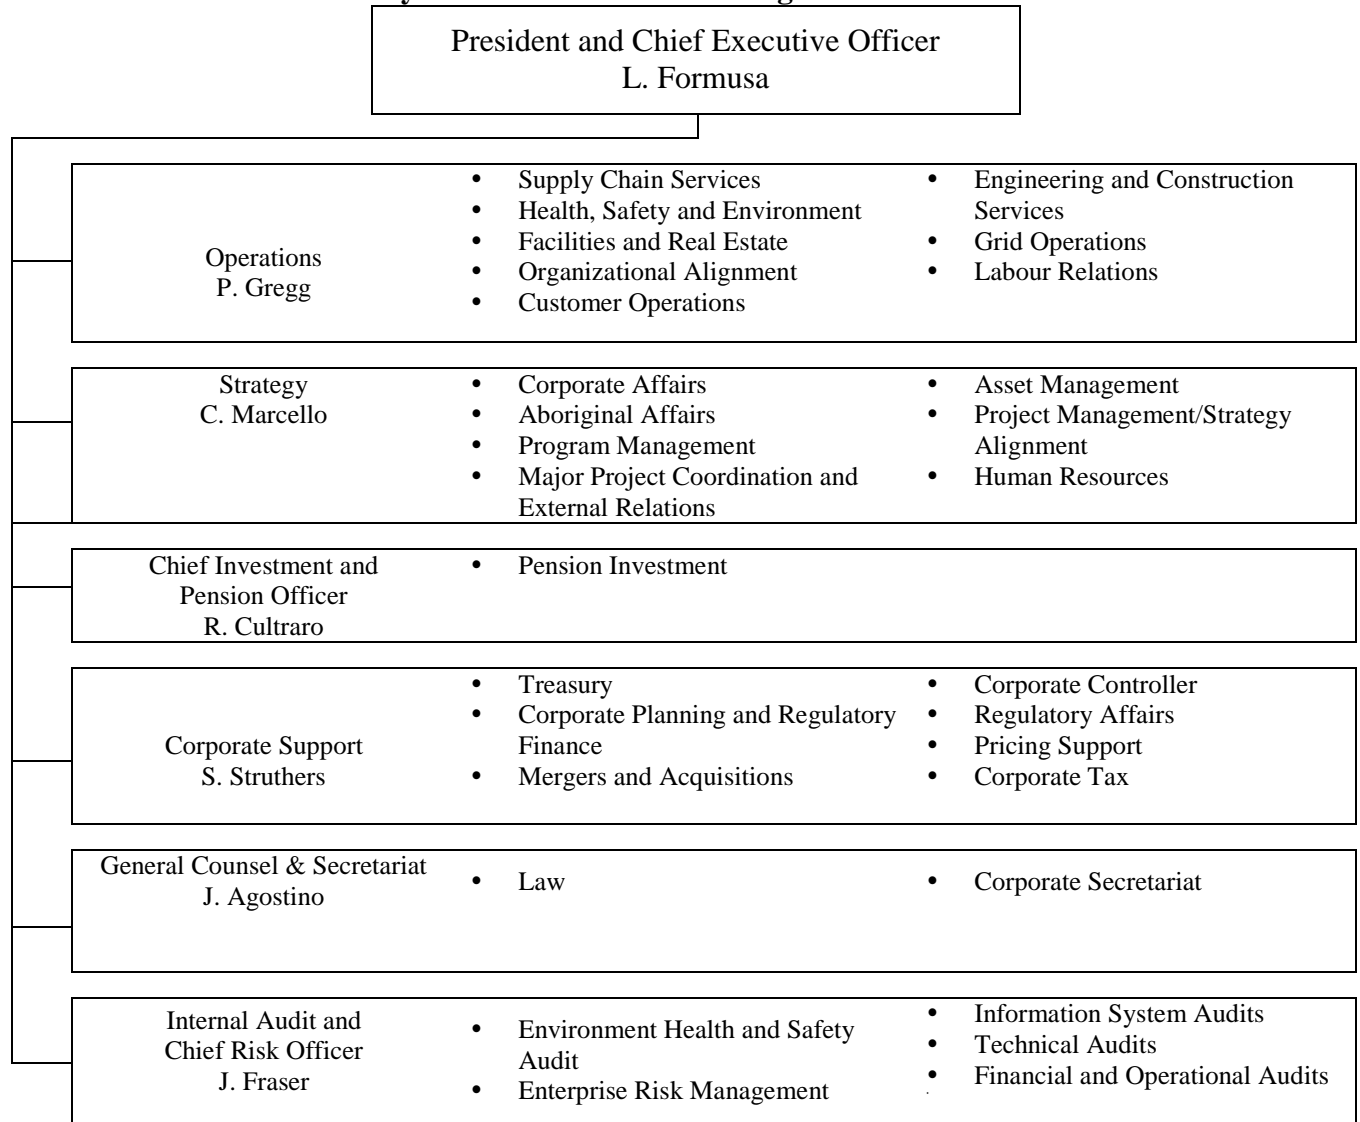 President and Chief Executive Officer
L. Formusa
Operations
P. Gregg
• Supply Chain Services
• Health, Safety and Environment
• Facilities and Real Estate
• Organizational Alignment
• Customer Operations
• Engineering and Construction
Services
• Grid Operations
• Labour Relations
Strategy
C. Marcello
• Corporate Affairs
• Aboriginal Affairs
• Program Management
• Major Project Coordination and
External Relations
• Asset Management
• Project Management/Strategy
Alignment
• Human Resources
Chief Investment and
Pension Officer
R. Cultraro
• Pension Investment
Corporate Support
S. Struthers
• Treasury
• Corporate Planning and Regulatory
Finance
• Mergers and Acquisitions
• Corporate Controller
• Regulatory Affairs
• Pricing Support
• Corporate Tax
General Counsel & Secretariat
J. Agostino
• Law
• Corporate Secretariat
Internal Audit and
Chief Risk Officer
J. Fraser
• Environment Health and Safety
Audit
• Enterprise Risk Management
• Information System Audits
• Technical Audits
• Financial and Operational Audits